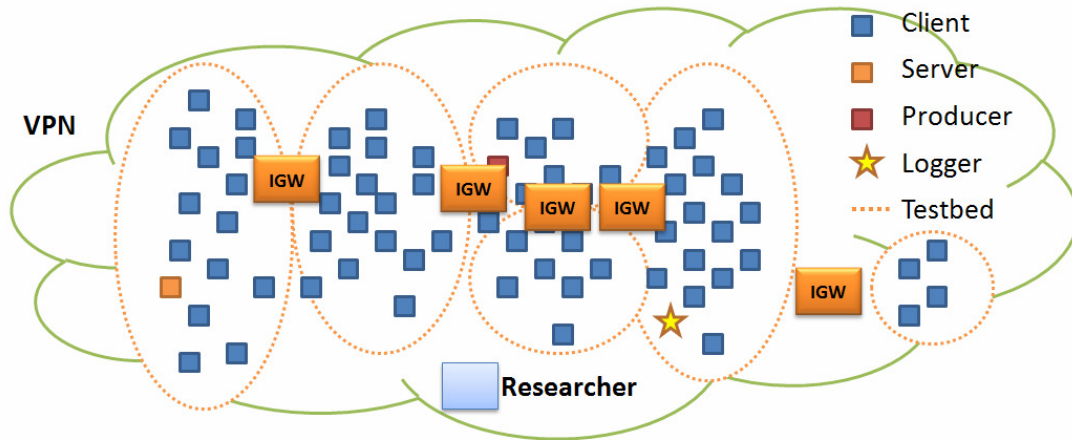 Client
Server
VPN
Producer
Logger
IGW
IGW
IGW
IGW
Testbed
IGW
Researcher